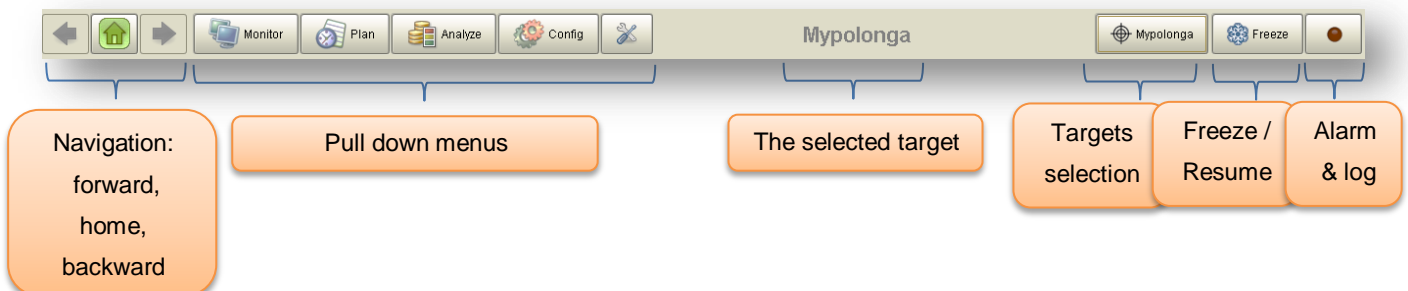 Monitor Plan Analyze Config Mypolonga Mypolonga Freeze
Navigation:
forward,
home,
backward
Pull down menus
The selected target
Targets
selection
Freeze /
Resume
Alarm
& log